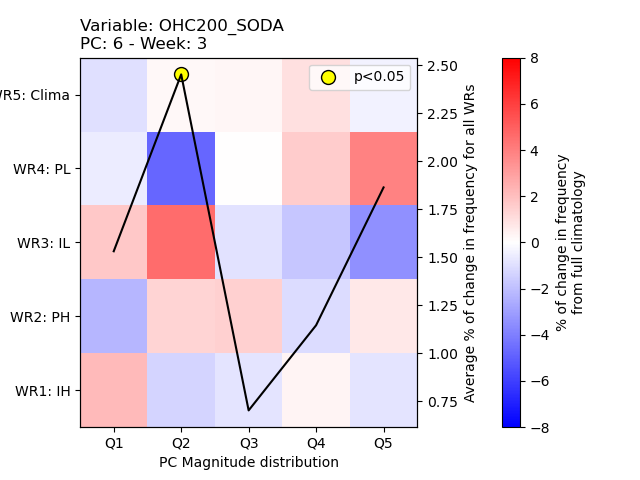 Variable: OHC200_SODA
PC: 6 - Week: 3
p<0.05
WR5: Clima
WR4: PL
WR3: IL
WR2: PH
WR1: IH
Q1 Q2 Q3 Q4 Q5
PC Magnitude distribution
2.50
2.25
2.00
1.75
1.50
1.25
1.00
0.75
Average % of change in frequency for all WRs
8
6
4
2
0
−2
−4
−6
−8
% of change in frequency
from full climatology